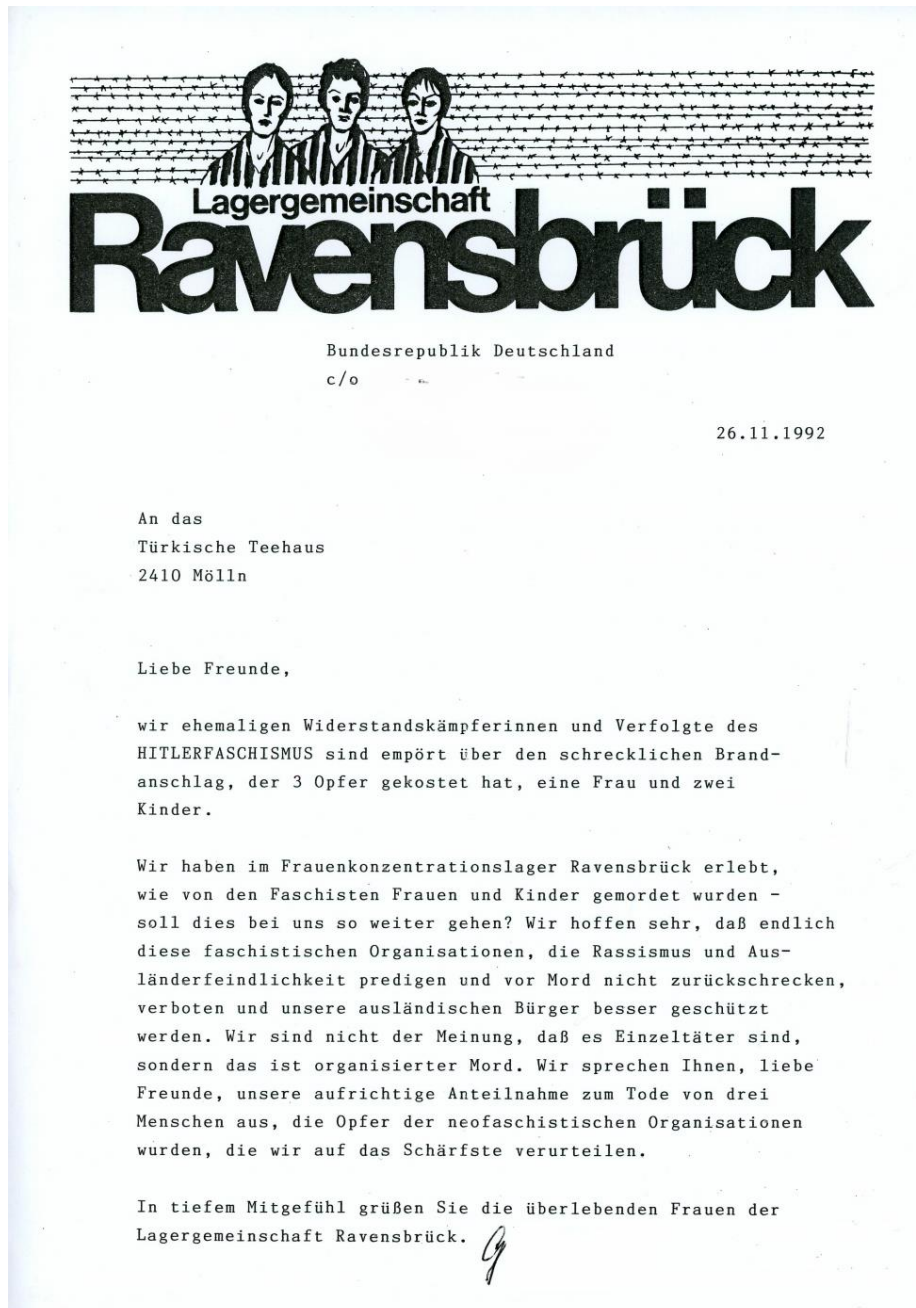 Lagergemeinschaft
Ravensbrück
Bundesrepublik Deutschland
c/o
26.11.1992
An das
Türkische Teehaus
2410 Mölln
Liebe Freunde,
wir ehemaligen Widerstandskämpferinnen und Verfolgte des
HITLERFASCHISMUS sind empört über den schrecklichen Brand-
anschlag, der 3 Opfer gekostet hat, eine Frau und zwei
Kinder.
Wir haben im Frauenkonzentrationslager Ravensbrück erlebt,
wie von den Faschisten Frauen und Kinder gemordet wurden -
soll dies bei uns so weiter gehen? Wir hoffen sehr, daß endlich
diese faschistischen Organisationen, die Rassismus und Aus-
länderfeindlichkeit predigen und vor Mord nicht zurückschrecken,
verboten und unsere ausländischen Bürger besser geschützt
werden. Wir sind nicht der Meinung, daß es Einzeltäter sind,
sondern das ist organisierter Mord. Wir sprechen Ihnen, liebe
Freunde, unsere aufrichtige Anteilnahme zum Tode von drei
Menschen aus, die Opfer der neofaschistischen Organisationen
wurden, die wir auf das Schärfste verurteilen.
In tiefem Mitgefühl grüßen Sie die überlebenden Frauen der
Lagergemeinschaft Ravensbrück.